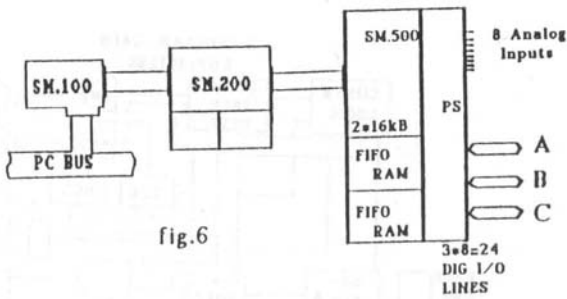 SM.100
PC BUS
SM.200
SM.500
2*16kB
FIFO
RAM
FIFO
RAM
PS
8 Analog
Inputs
A
B
C
3*8=24
DIG I/O
LINES
fig.6